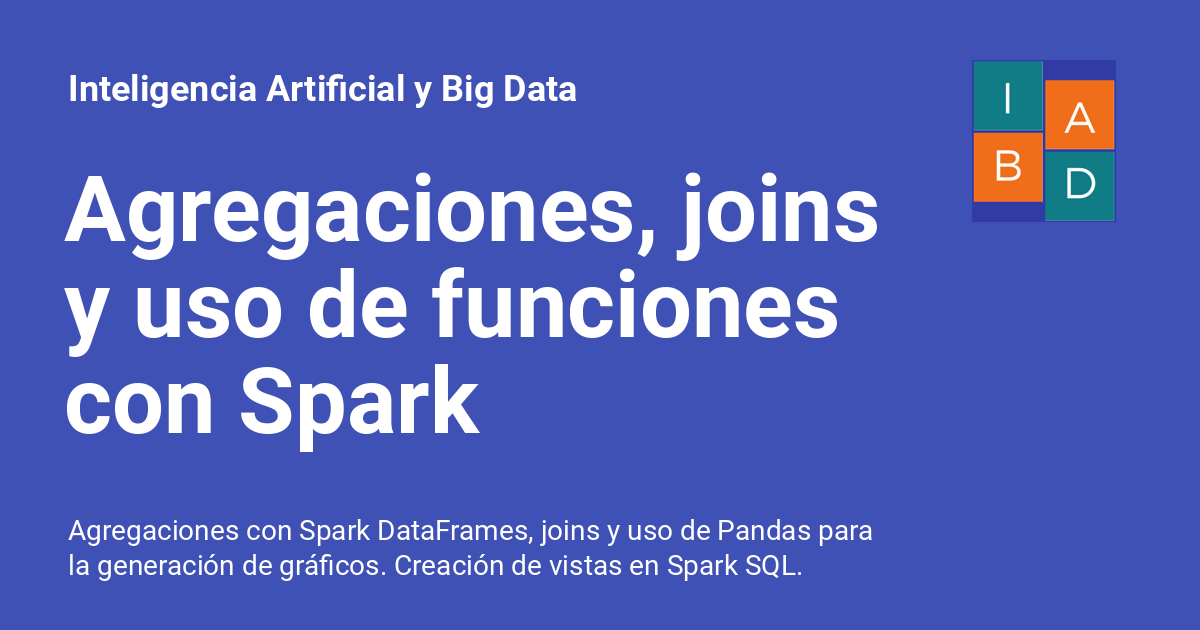 Inteligencia Artificial y Big Data
I
A
B
D
Agregaciones, joins
y uso de funciones
con Spark
Agregaciones con Spark DataFrames, joins y uso de Pandas para
la generación de gráficos. Creación de vistas en Spark SQL.